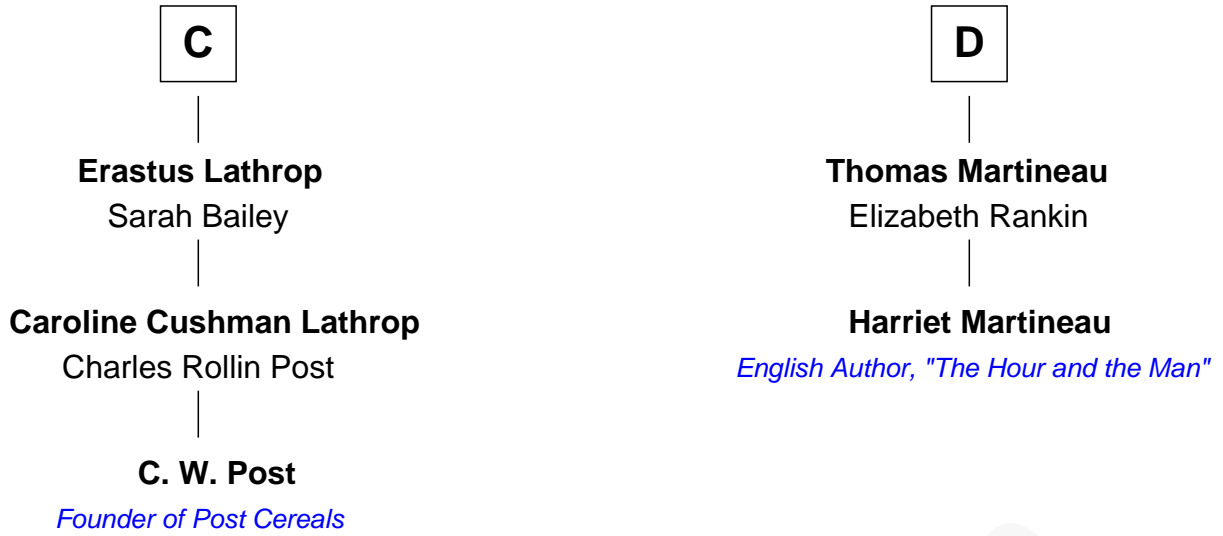 C
Erastus Lathrop
Sarah Bailey
Caroline Cushman Lathrop
Charles Rollin Post
C. W. Post
Founder of Post Cereals
D
Thomas Martineau
Elizabeth Rankin
Harriet Martineau
English Author, "The Hour and the Man"